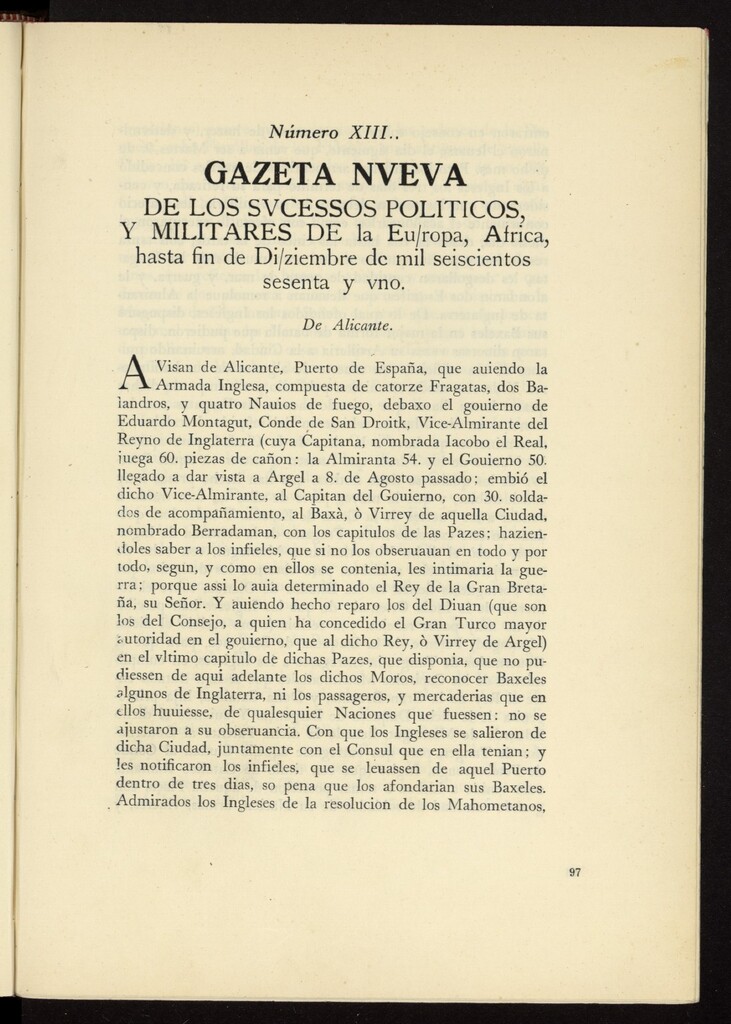 Número XIII..
GAZETA NVEVA
DE LOS SVCESSOS POLITICOS,
Y MILITARES DE la Eu/ropa, Africa,
hasta fin de Di/ziembre de mil seiscientos
sesenta y vno.
De Alicante.
A Visan de Alicante, Puerto de España, que auiendo la
Armada Inglesa, compuesta de catorze Fragatas, dos Ba-
landros, y quatro Nauios de fuego, debaxo el gouierno de
Eduardo Montagut, Conde de San Droitk, Vice-Almirante del
Reyno de Inglaterra (cuya Capitana, nombrada Iacobo el Real,
juega 60. piezas de cañon: la Almiranta 54. y el Gouierno 50.
llegado a dar vista a Argel a 8. de Agosto passado; embió el
dicho Vice-Almirante, al Capitan del Gouierno, con 30. solda-
dos de acompañamiento, al Baxà, ò Virrey de aquella Ciudad,
nombrado Berradaman, con los capitulos de las Pazes; hazien-
doles saber a los infieles, que si no los obseruauan en todo y por
todo, segun, y como en ellos se contenia, les intimaria la gue-
rra; porque assi lo auia determinado el Rey de la Gran Breta-
ña, su Señor. Y auiendo hecho reparo los del Diuan (que son
los del Consejo, a quien ha concedido el Gran Turco mayor
autoridad en el gouierno, que al dicho Rey, ò Virrey de Argel)
en el vltimo capitulo de dichas Pazes, que disponia, que no pu-
diessen de aqui adelante los dichos Moros, reconocer Baxeles
algunos de Inglaterra, ni los passageros, y mercaderias que en
ellos huuiesse, de qualesquier Naciones que fuessen: no se
ajustaron a su obseruancia. Con que los Ingleses se salieron de
dicha Ciudad, juntamente con el Consul que en ella tenian; y
les notificaron los infieles, que se leuassen de aquel Puerto
dentro de tres dias, so pena que los afondarian sus Baxeles.
Admirados los Ingleses de la resolucion de los Mahometanos,
97